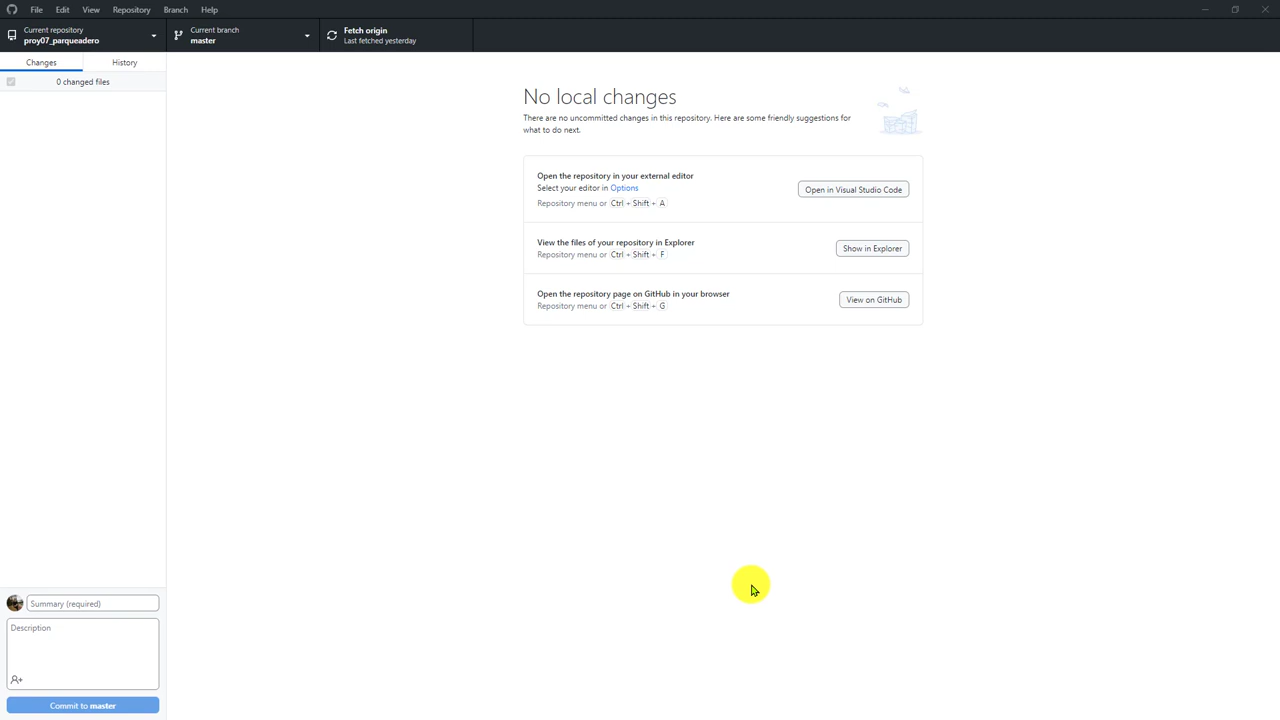 File Edit View Repository Branch Help
Current repository
proy07_parqueadero
Current branch
master
Fetch origin
Last fetched yesterday
Changes History
0 changed files
No local changes
There are no uncommitted changes in this repository. Here are some friendly suggestions for
what to do next.
Open the repository in your external editor
Select your editor in Options
Repository menu or Ctrl + Shift + A
Open in Visual Studio Code
View the files of your repository in Explorer
Repository menu or Ctrl + Shift + F
Show in Explorer
Open the repository page on GitHub in your browser
Repository menu or Ctrl + Shift + G
View on GitHub
Summary (required)
Description
Commit to master